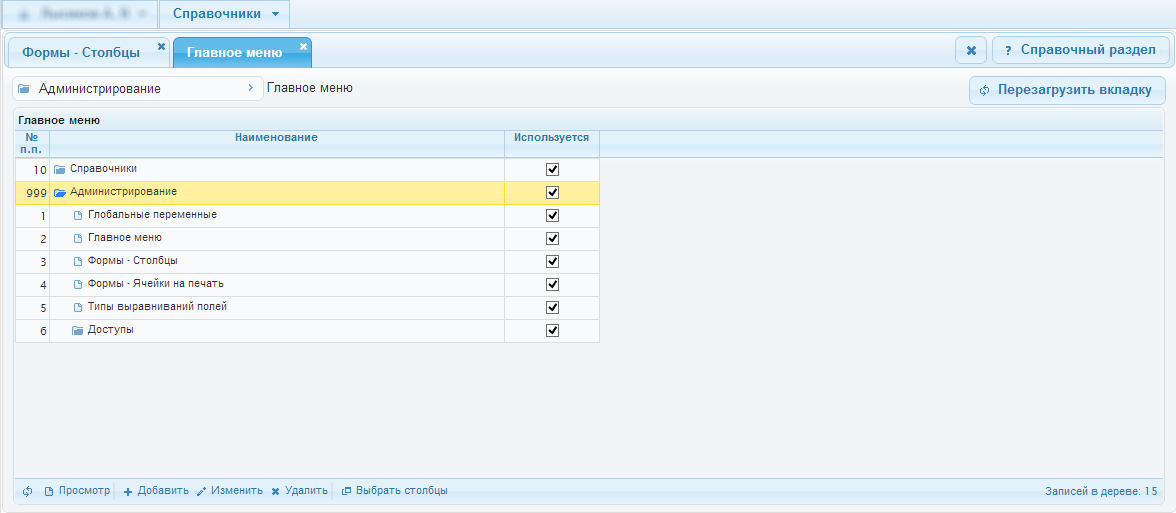 Справочники
Формы - Столбцы
Главное меню
? Справочный раздел
Администрирование
Главное меню
Перезагрузить вкладку
Главное меню
№ п.п.
Наименование
Используется
10 Справочники
999 Администрирование
1 Глобальные переменные
2 Главное меню
3 Формы - Столбцы
4 Формы - Ячейки на печать
5 Типы выравниваний полей
6 Доступы
Просмотр Добавить Изменить Удалить Выбрать столбцы Записей в дереве: 15